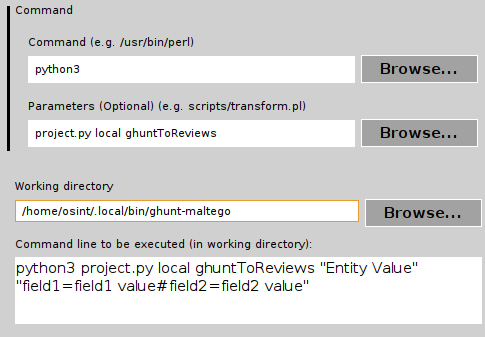 Command
Command (e.g. /usr/bin/perl)
python3
Browse...
Parameters (Optional) (e.g. scripts/transform.pl)
project.py local ghuntToReviews
Browse...
Working directory
/home/osint/.local/bin/ghunt-maltego
Browse...
Command line to be executed (in working directory):
python3 project.py local ghuntToReviews "Entity Value"
"field1=field1 value#field2=field2 value"